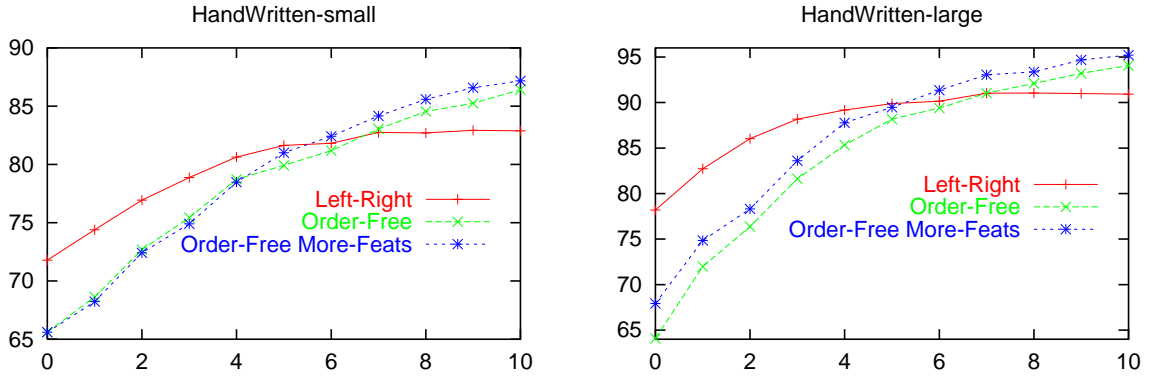 HandWritten-small
90
85
80
75
70
65
0 2 4 6 8 10
Left-Right
Order-Free
Order-Free More-Feats
HandWritten-large
95
90
85
80
75
70
65
0 2 4 6 8 10
Left-Right
Order-Free
Order-Free More-Feats